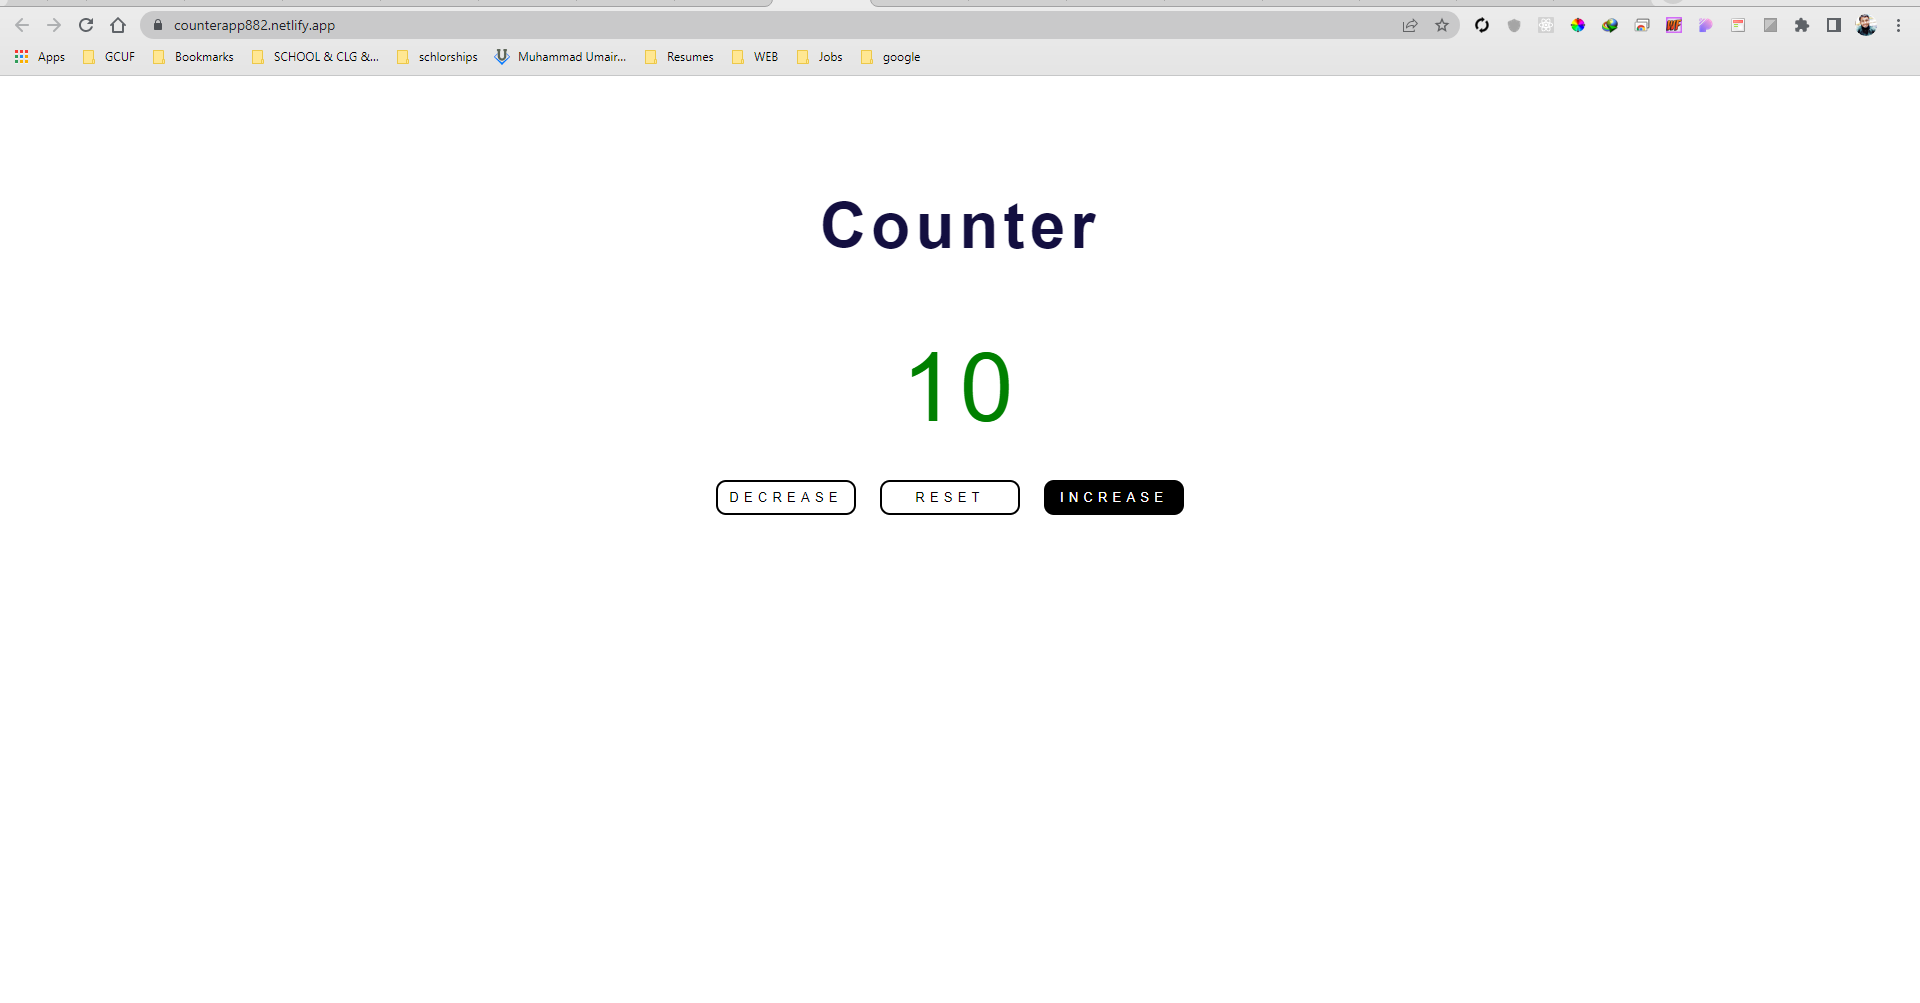 counterapp882.netlify.app
Apps GCUF Bookmarks SCHOOL & CLG &... schlorships Muhammad Umair... Resumes WEB Jobs google
Counter
10
DECREASE RESET INCREASE